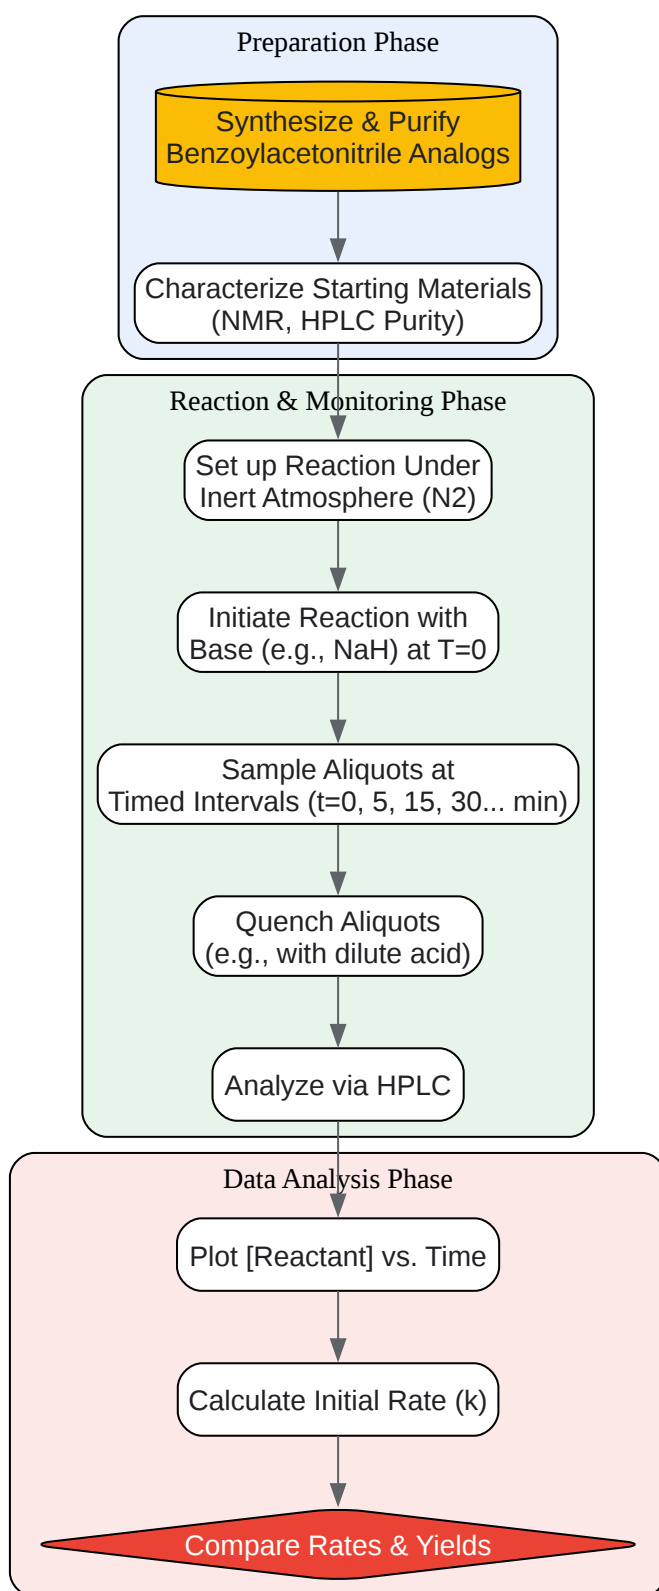 Preparation Phase
Synthesize & Purify
Benzoylacetonitrile Analogs
Characterize Starting Materials
(NMR, HPLC Purity)
Reaction & Monitoring Phase
Set up Reaction Under
Inert Atmosphere (N2)
Initiate Reaction with
Base (e.g., NaH) at T=0
Sample Aliquots at
Timed Intervals (t=0, 5, 15, 30... min)
Quench Aliquots
(e.g., with dilute acid)
Analyze via HPLC
Data Analysis Phase
Plot [Reactant] vs. Time
Calculate Initial Rate (k)
Compare Rates & Yields